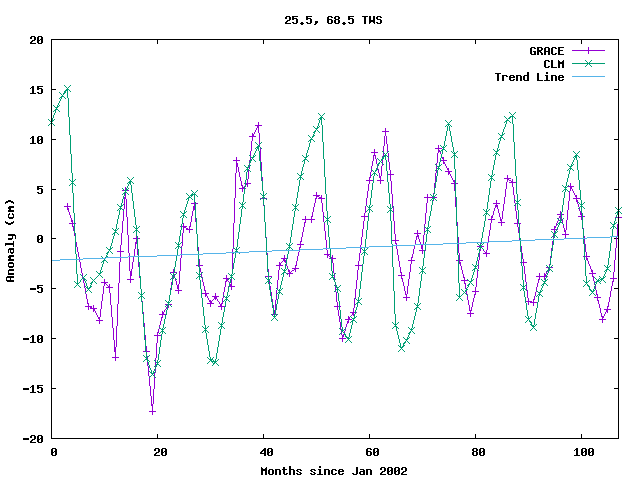 25.5, 68.5 TWS
GRACE
CLM
Trend Line
20
15
10
5
0
-5
-10
-15
-20
Anomaly (cm)
0 20 40 60 80 100
Months since Jan 2002